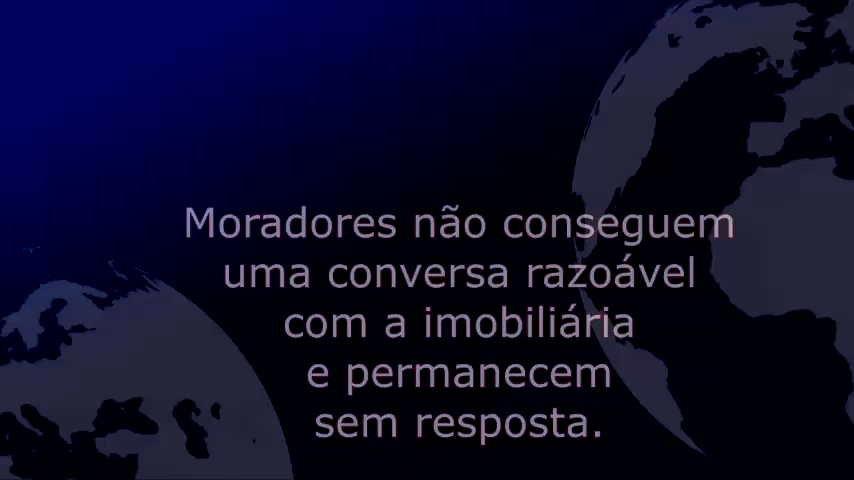 Moradores não conseguem
uma conversa razoável
com a imobiliária
e permanecem
sem resposta.